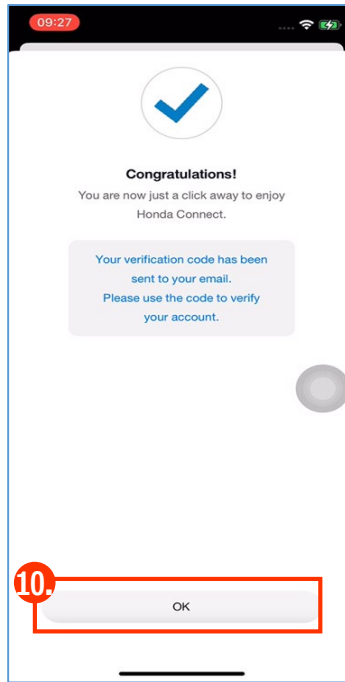 09:27
Congratulations!
You are now just a click away to enjoy
Honda Connect.
Your verification code has been
sent to your email.
Please use the code to verify
your account.
10.
OK